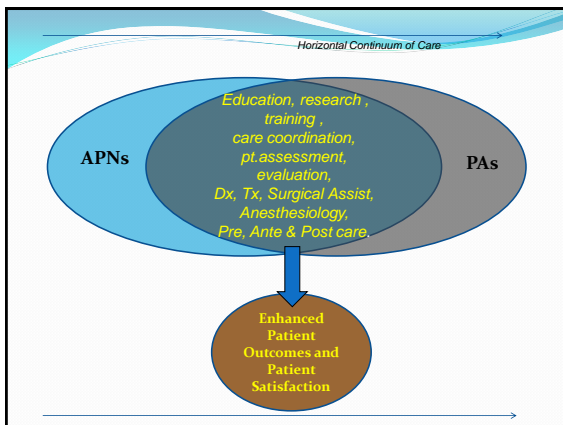 Horizontal Continuum of Care
APNs
Education, research ,
training ,
care coordination,
pt.assessment,
evaluation,
Dx, Tx, Surgical Assist,
Anesthesiology,
Pre, Ante & Post care.
PAs
Enhanced
Patient
Outcomes and
Patient
Satisfaction